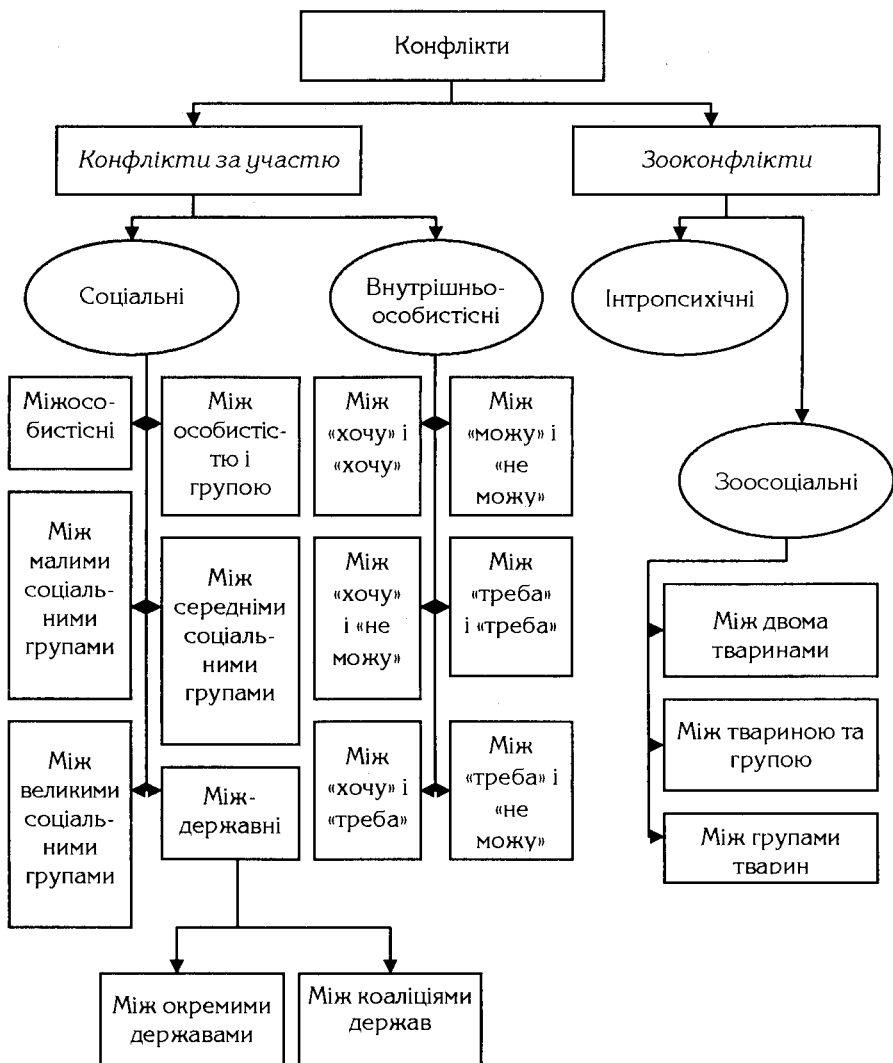 Конфлікти
Конфлікти за участю
Зооконфлікти
Соціальні
Внутрішньо-
особистісні
Інтропсихічні
Зоосоціальні
Міжосо-
бистісні
Між
особистіс-
тю і
групою
Між
«хочу» і
«хочу»
Між
«можу» і
«не
можу»
Між
малими
соціаль-
ними
групами
Між
середніми
соціаль-
ними
групами
Між
«хочу»
і «не
можу»
Між
«треба»
і «треба»
Між
великими
соціаль-
ними
групами
Між-
державні
Між
«хочу» і
«треба»
Між
«треба» і
«не
можу»
Між двома
тваринами
Між твариною та
групою
Між групами
тварин
Між окремими
державами
Між коаліціями
держав